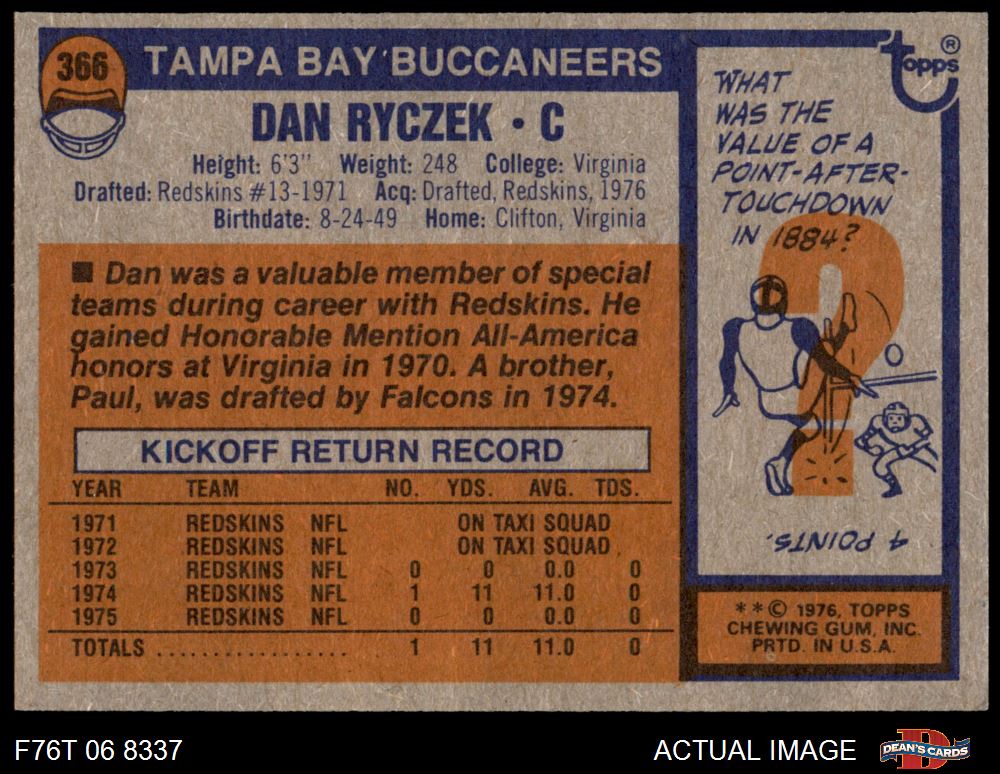 366
TAMPA BAY BUCCANEERS
DAN RYCZEK • C
Height: 6'3" Weight: 248 College: Virginia
Drafted: Redskins #13-1971 Acq: Drafted, Redskins, 1976
Birthdate: 8-24-49 Home: Clifton, Virginia
■ Dan was a valuable member of special
teams during career with Redskins. He
gained Honorable Mention All-America
honors at Virginia in 1970. A brother,
Paul, was drafted by Falcons in 1974.
KICKOFF RETURN RECORD
YEAR TEAM NO. YDS. AVG. TDS.
1971 REDSKINS NFL ON TAXI SQUAD
1972 REDSKINS NFL ON TAXI SQUAD
1973 REDSKINS NFL 0 0 0.0 0
1974 REDSKINS NFL 1 11 11.0 0
1975 REDSKINS NFL 0 0 0.0 0
TOTALS ................. 1 11 11.0 0
topps ®
WHAT
WAS THE
VALUE OF A
POINT-AFTER-
TOUCHDOWN
IN 1884?
?
4 POINTS.
**© 1976, TOPPS
CHEWING GUM, INC.
PRTD. IN U.S.A.
F76T 06 8337
ACTUAL IMAGE
D
DEAN'S CARDS